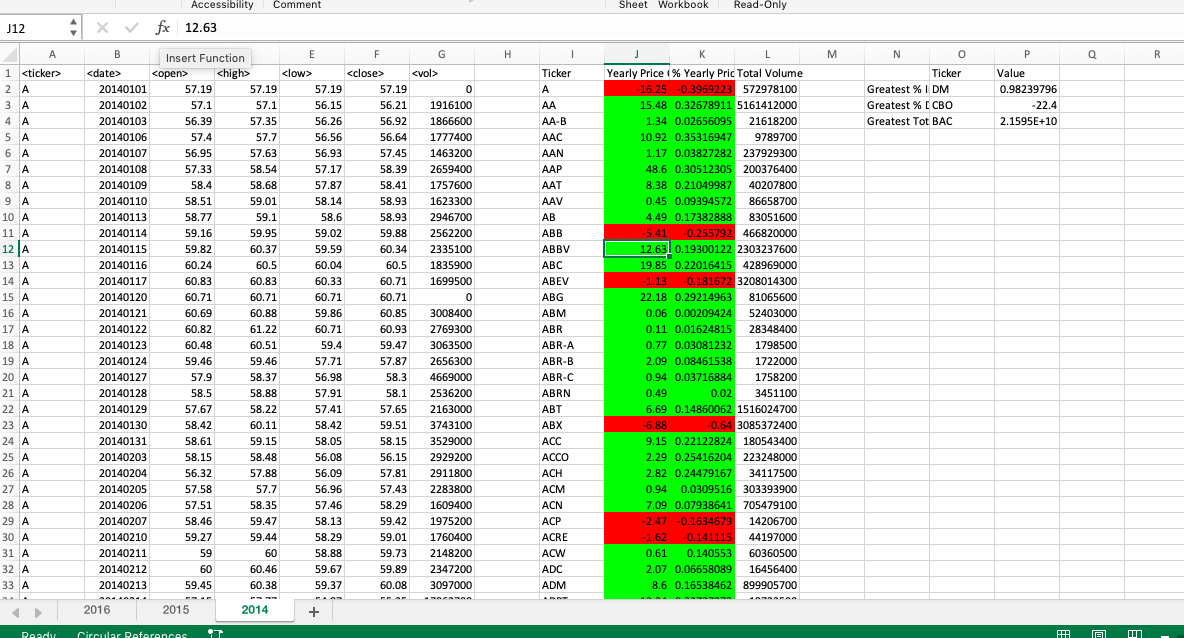 Accessibility Comment Sheet Workbook Read-Only
J12 fx 12.63
Insert Function
A B E F G H I J K L M N O P Q R
1 <ticker> <date> <open> <high> <low> <close> <vol> Ticker Yearly Price % Yearly Pric Total Volume Ticker Value
2 A 20140101 57.19 57.19 57.19 57.19 0 A -16.25 -0.3969223 572978100 Greatest % DM 0.98239796
3 A 20140102 57.1 57.1 56.15 56.21 1916100 AA 15.48 0.32678911 5161412000 Greatest % CBO -22.4
4 A 20140103 56.39 57.35 56.26 56.92 1866600 AA-B 1.34 0.02656095 21618200 Greatest Tot BAC 2.1595E+10
5 A 20140106 57.4 57.7 56.56 56.64 1777400 AAC 10.92 0.35316947 9789700
6 A 20140107 56.95 57.63 56.93 57.45 1463200 AAN 1.17 0.03827282 237929300
7 A 20140108 57.33 58.54 57.17 58.39 2659400 AAP 48.6 0.30512305 200376400
8 A 20140109 58.4 58.68 57.87 58.41 1757600 AAT 8.38 0.21049987 40207800
9 A 20140110 58.51 59.01 58.14 58.93 1623300 AAV 0.45 0.09394572 86658700
10 A 20140113 58.77 59.1 58.6 58.93 2946700 AB 4.49 0.17382888 83051600
11 A 20140114 59.16 59.95 59.02 59.88 2562200 ABB -5.41 -0.255792 466820000
12 A 20140115 59.82 60.37 59.59 60.34 2335100 ABBV 12.63 0.19300122 2303237600
13 A 20140116 60.24 60.5 60.04 60.5 1835900 ABC 19.85 0.22016415 428969000
14 A 20140117 60.83 60.83 60.33 60.71 1699500 ABEV -1.13 -0.181672 3208014300
15 A 20140120 60.71 60.71 60.71 60.71 0 ABG 22.18 0.29214963 81065600
16 A 20140121 60.69 60.88 59.86 60.85 3008400 ABM 0.06 0.00209424 52403000
17 A 20140122 60.82 61.22 60.71 60.93 2769300 ABR 0.11 0.01624815 28348400
18 A 20140123 60.48 60.51 59.4 59.47 3063500 ABR-A 0.77 0.03081232 1798500
19 A 20140124 59.46 59.46 57.71 57.87 2656300 ABR-B 2.09 0.08461538 1722000
20 A 20140127 57.9 58.37 56.98 58.3 4669000 ABR-C 0.94 0.03716884 1758200
21 A 20140128 58.5 58.88 57.91 58.1 2536200 ABRN 0.49 0.02 3451100
22 A 20140129 57.67 58.22 57.41 57.65 2163000 ABT 6.69 0.14860062 1516024700
23 A 20140130 58.42 60.11 58.42 59.51 3743100 ABX -6.88 -0.64 3085372400
24 A 20140131 58.61 59.15 58.05 58.15 3529000 ACC 9.15 0.22122824 180543400
25 A 20140203 58.15 58.48 56.08 56.15 2929200 ACCO 2.29 0.25416204 223248000
26 A 20140204 56.32 57.88 56.09 57.81 2911800 ACH 2.82 0.24479167 34117500
27 A 20140205 57.58 57.7 56.96 57.43 2283800 ACM 0.94 0.0309516 303393900
28 A 20140206 57.51 58.35 57.46 58.29 1609400 ACN 7.09 0.07938641 705479100
29 A 20140207 58.46 59.47 58.13 59.42 1975200 ACP -2.47 -0.1634679 14206700
30 A 20140210 59.27 59.44 58.29 59.01 1760400 ACRE -1.62 -0.141115 44197000
31 A 20140211 59 60 58.88 59.73 2148200 ACW 0.61 0.140553 60360500
32 A 20140212 60 60.46 59.67 59.89 2347200 ADC 2.07 0.06658089 16456400
33 A 20140213 59.45 60.38 59.37 60.08 3097000 ADM 8.6 0.16538462 899905700
2016 2015 2014 +
Ready Circular References